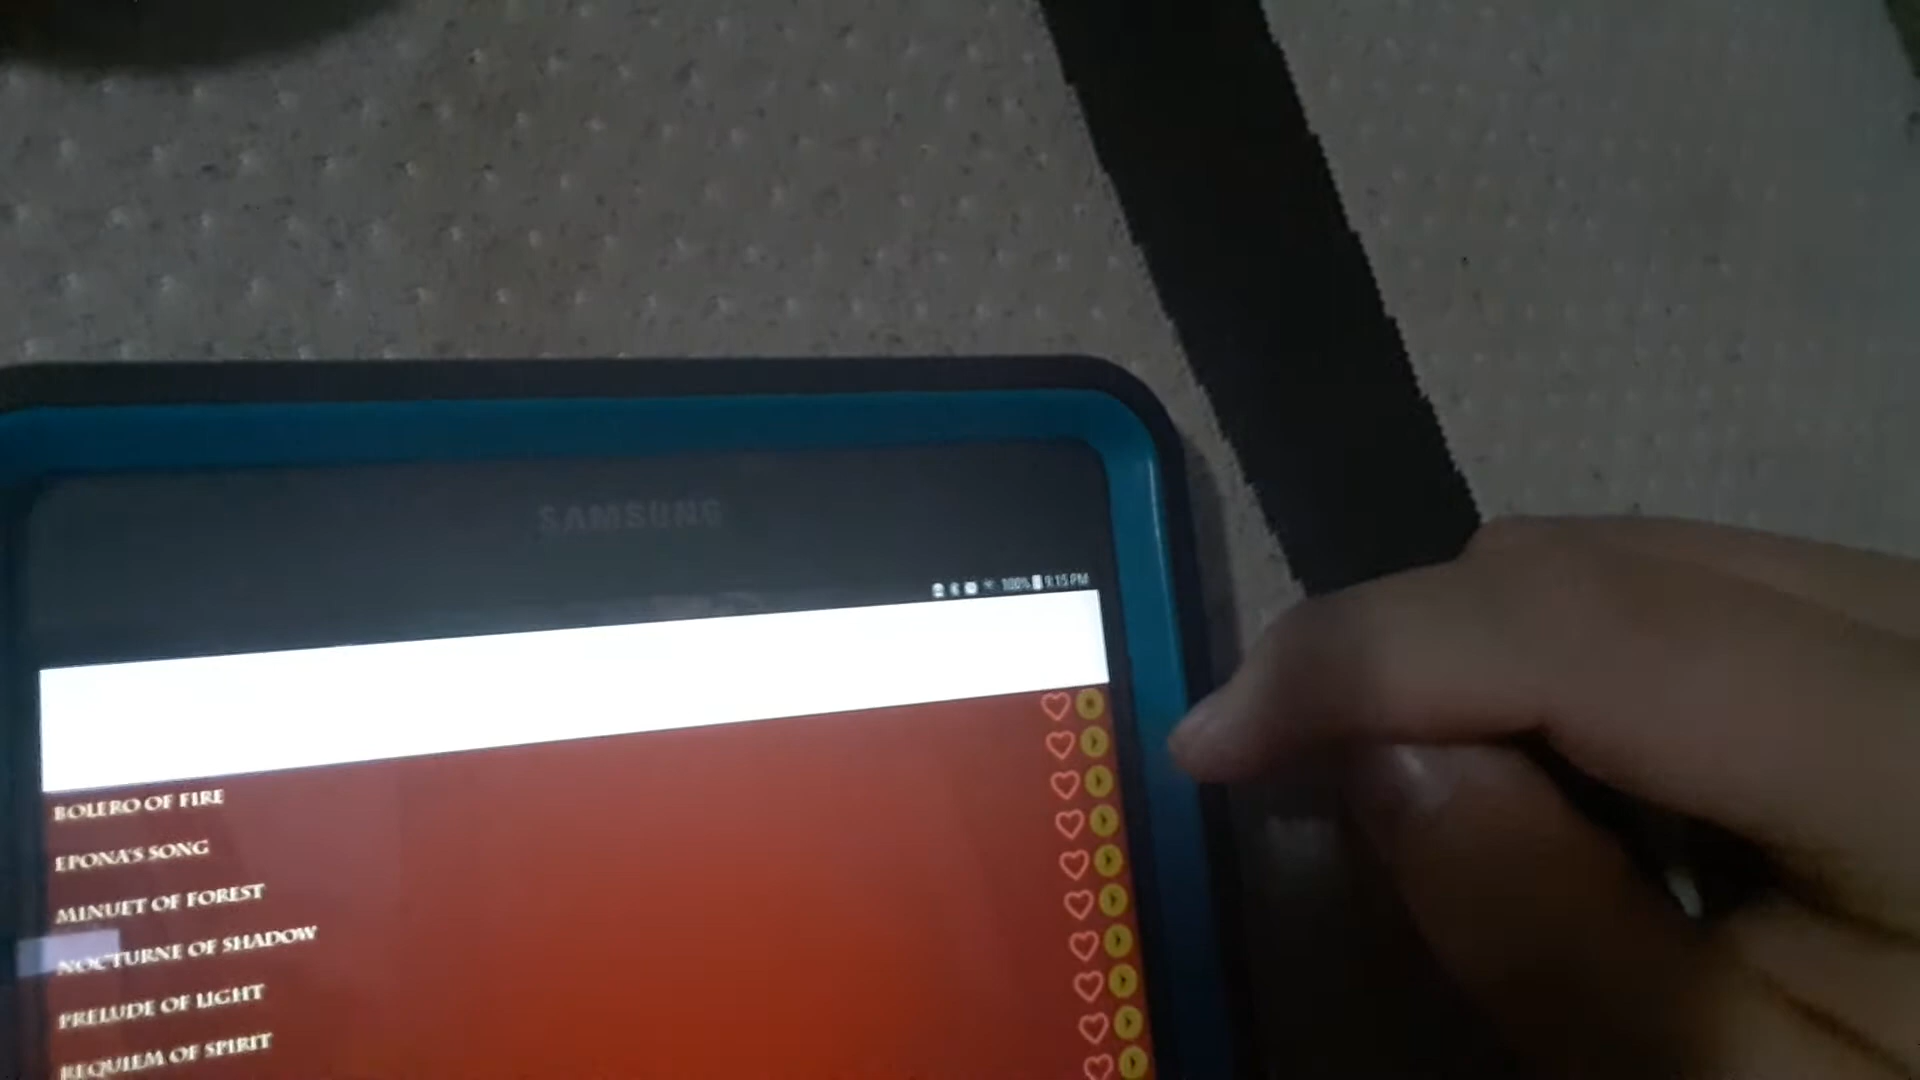 SAMSUNG
100% 9:15 PM
BOLERO OF FIRE
EPONA'S SONG
MINUET OF FOREST
NOCTURNE OF SHADOW
PRELUDE OF LIGHT
REQUIEM OF SPIRIT